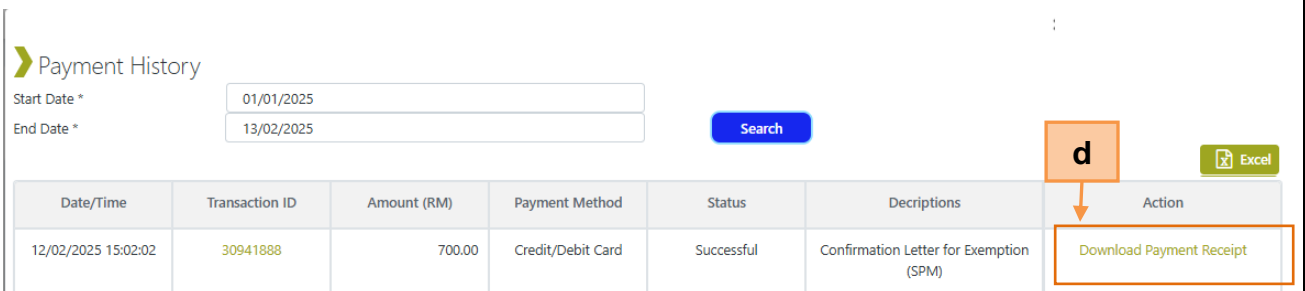 Payment History
Start Date *
01/01/2025
End Date *
13/02/2025
Search
d
Excel
Date/Time Transaction ID Amount (RM) Payment Method Status Decriptions Action
12/02/2025 15:02:02 30941888 700.00 Credit/Debit Card Successful Confirmation Letter for Exemption Download Payment Receipt
(SPM)